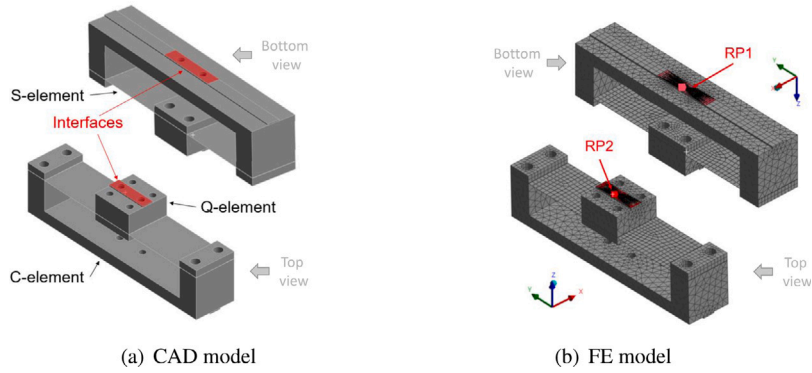 Bottom
view
S-element
Interfaces
Q-element
C-element
Top
view
(a) CAD model
Bottom
view
RP1
Y
X
Z
RP2
Z
Y
X
Top
view
(b) FE model